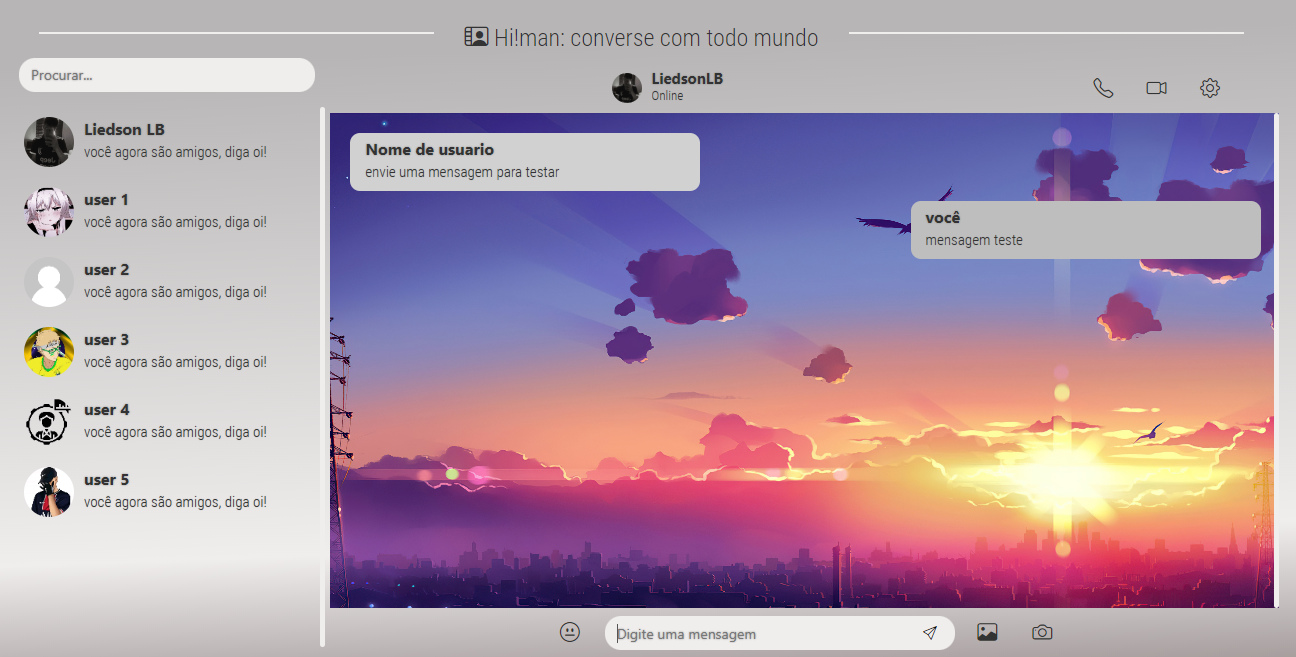 Hi!man: converse com todo mundo
Procurar...
LiedsonLB
Online
Liedson LB
você agora são amigos, diga oi!
user 1
você agora são amigos, diga oi!
user 2
você agora são amigos, diga oi!
user 3
você agora são amigos, diga oi!
user 4
você agora são amigos, diga oi!
user 5
você agora são amigos, diga oi!
Nome de usuario
envie uma mensagem para testar
você
mensagem teste
Digite uma mensagem